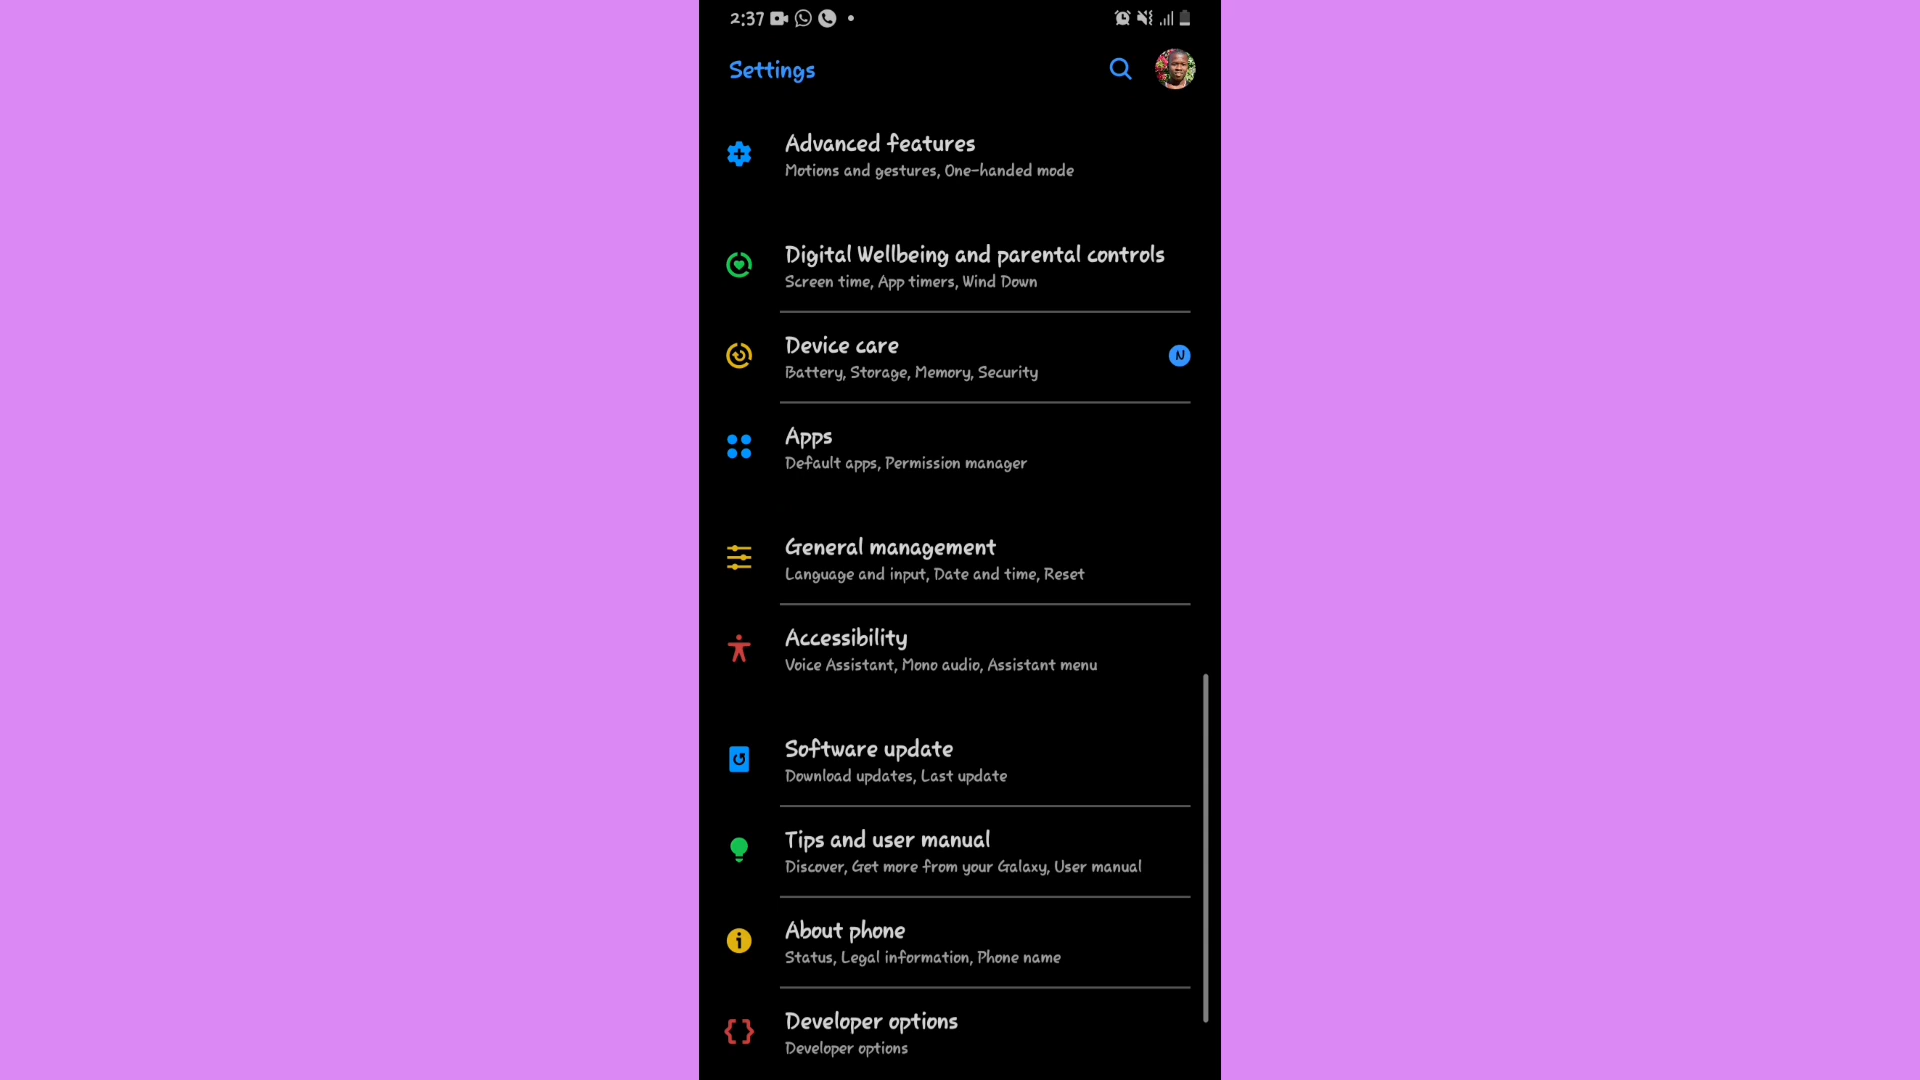 2:37
Settings
Advanced features
Motions and gestures, One-handed mode
Digital Wellbeing and parental controls
Screen time, App timers, Wind Down
Device care
N
Battery, Storage, Memory, Security
Apps
Default apps, Permission manager
General management
Language and input, Date and time, Reset
Accessibility
Voice Assistant, Mono audio, Assistant menu
Software update
Download updates, Last update
Tips and user manual
Discover, Get more from your Galaxy, User manual
About phone
Status, Legal information, Phone name
Developer options
Developer options